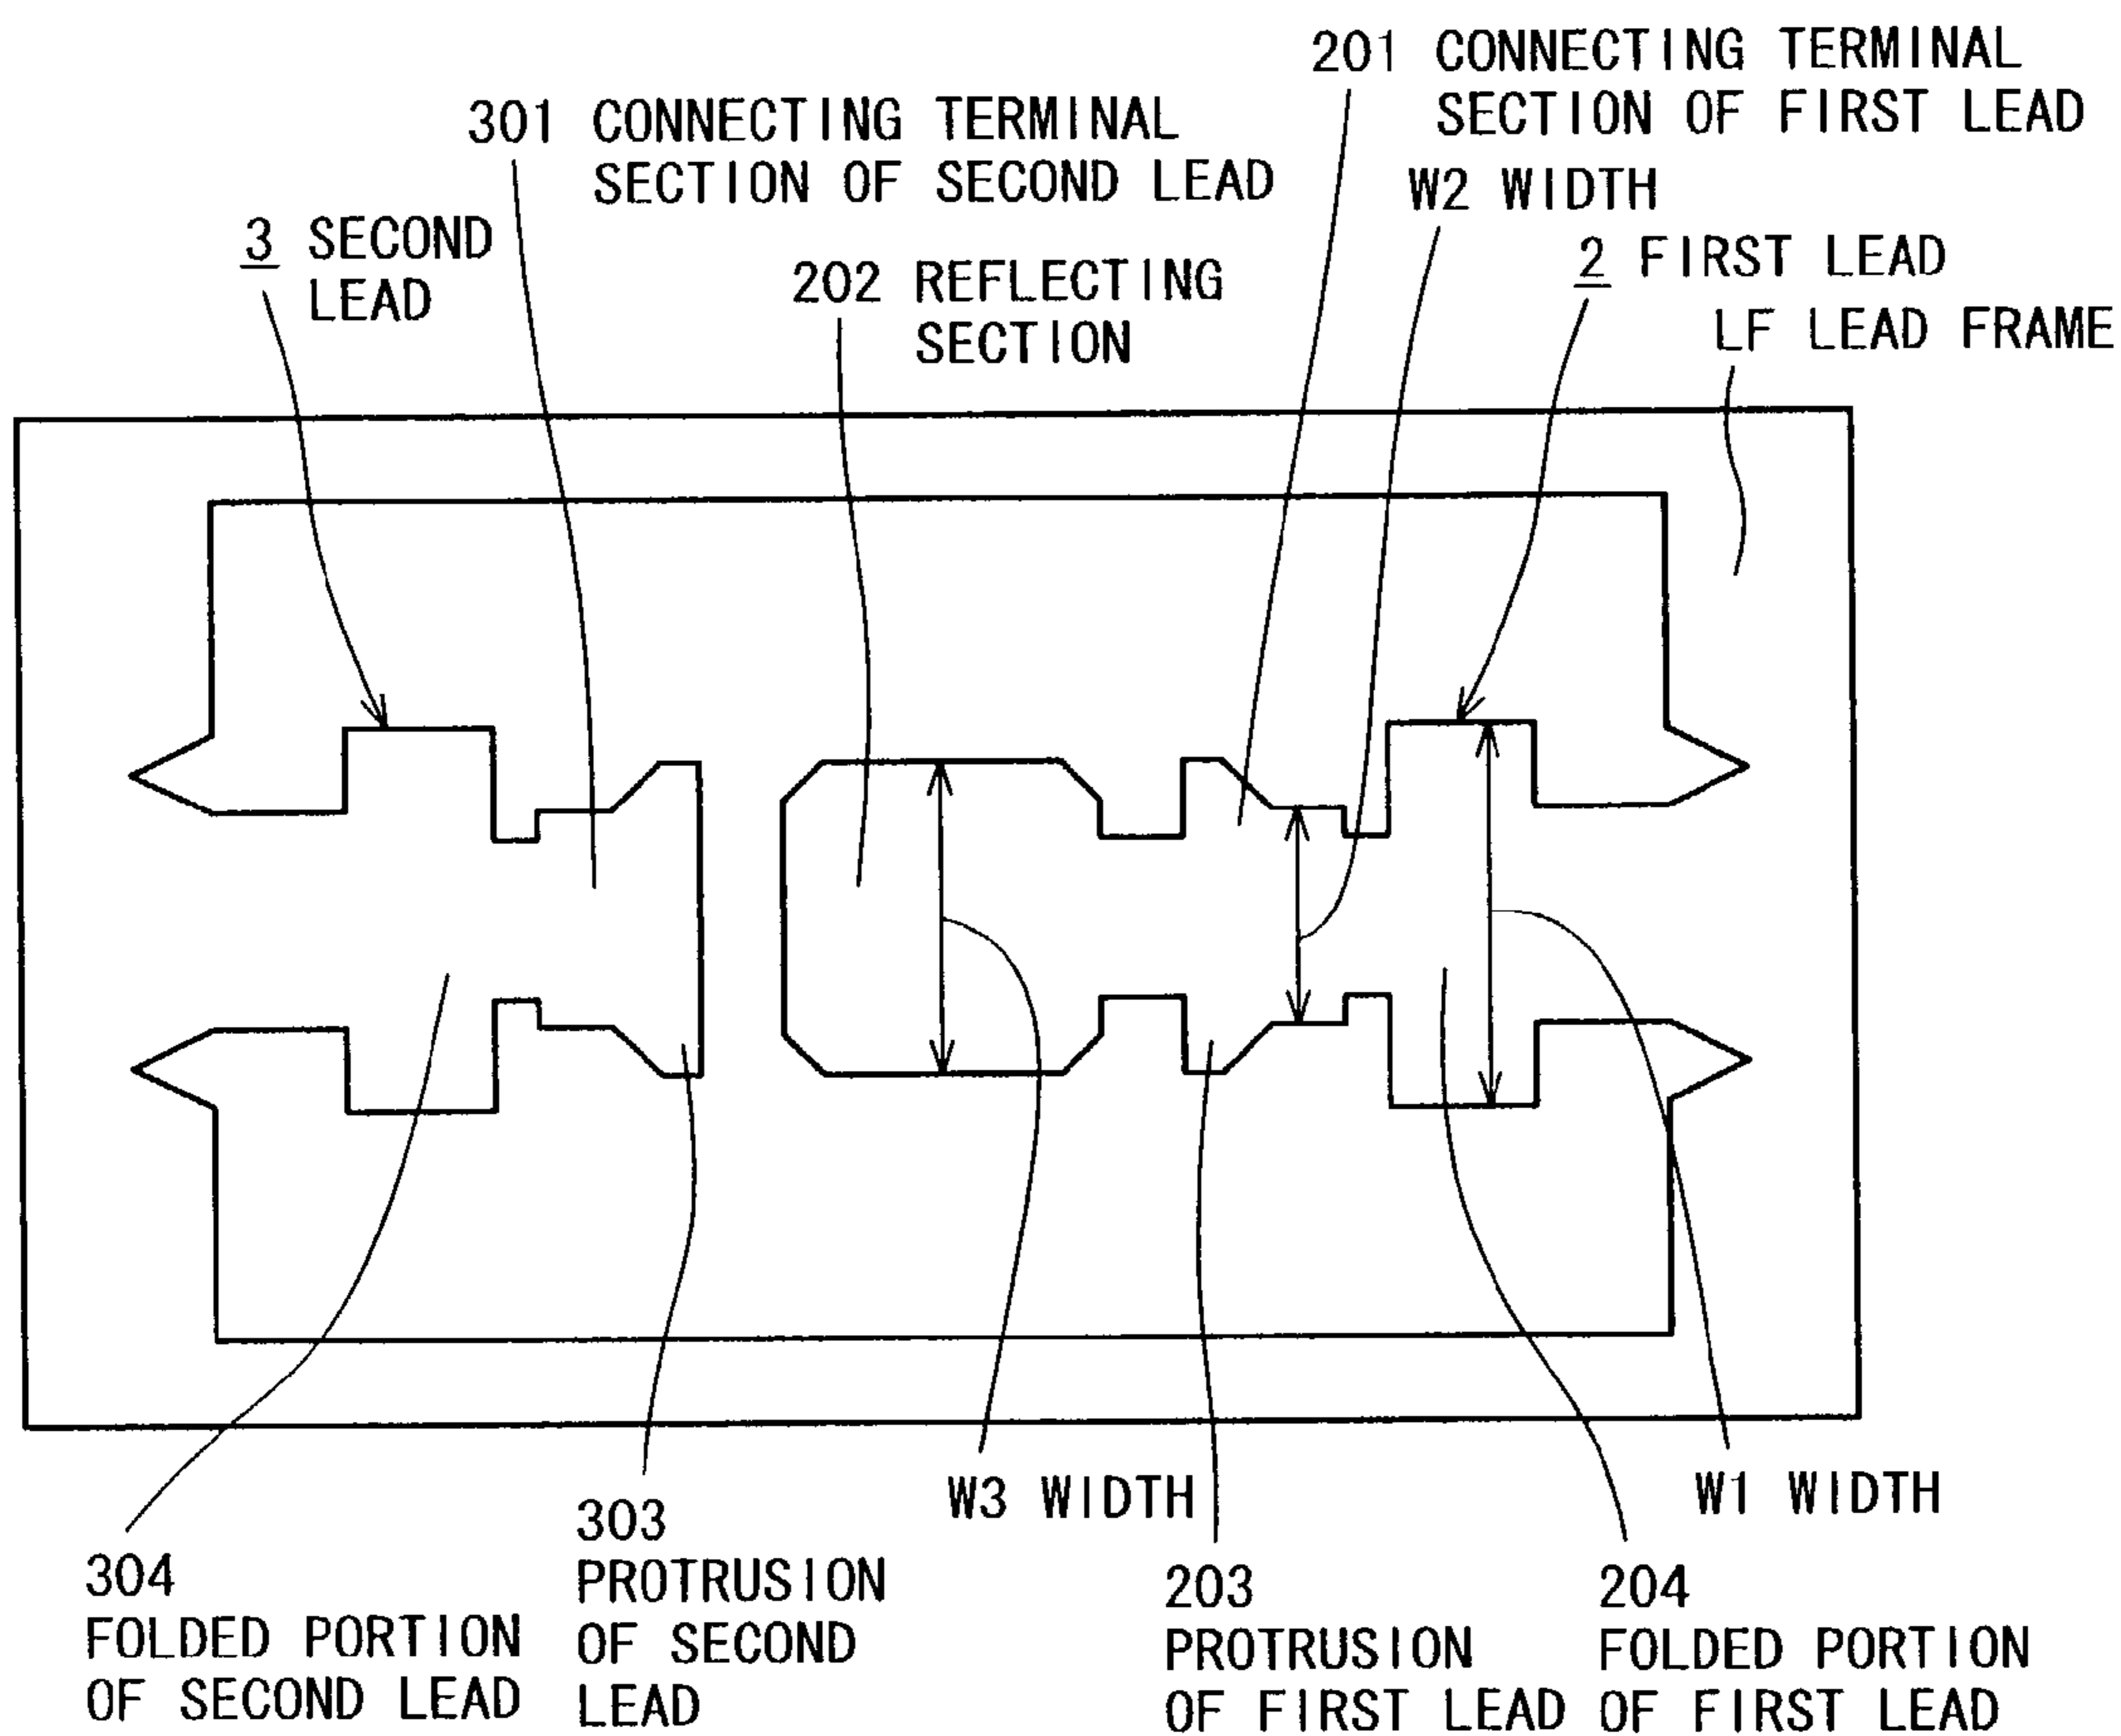 201 CONNECTING TERMINAL
SECTION OF FIRST LEAD
301 CONNECTING TERMINAL
SECTION OF SECOND LEAD
W2 WIDTH
3 SECOND
LEAD
202 REFLECTING
SECTION
2 FIRST LEAD
LF LEAD FRAME
W3 WIDTH
W1 WIDTH
304
FOLDED PORTION
OF SECOND LEAD
303
PROTRUSION
OF SECOND
LEAD
203
PROTRUSION
OF FIRST LEAD
204
FOLDED PORTION
OF FIRST LEAD